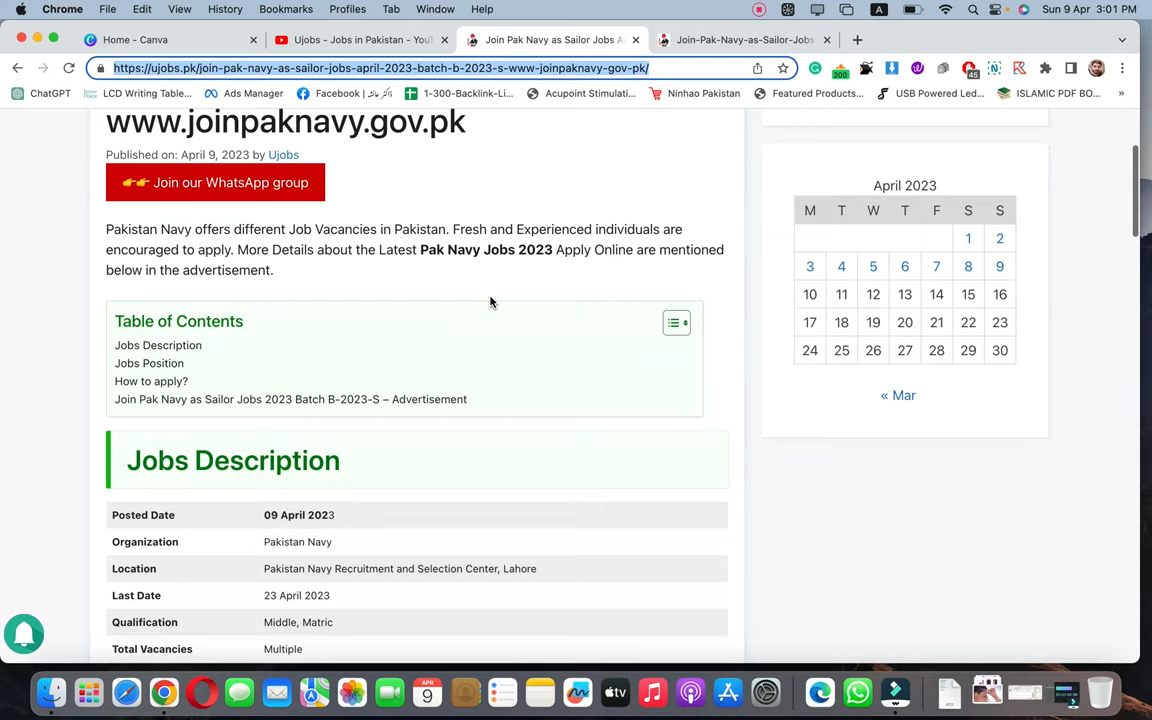 Chrome File Edit View History Bookmarks Profiles Tab Window Help A Sun 9 Apr 3:01 PM
Home - Canva Ujobs - Jobs in Pakistan - You Join Pak Navy as Sailor Jobs A Join-Pak-Navy-as-Sailor-Jobs
https://ujobs.pk/join-pak-navy-as-sailor-jobs-april-2023-batch-b-2023-s-www-joinpaknavy-gov-pk/ 200 45
ChatGPT LCD Writing Table... Ads Manager Facebook | 1-300-Backlink-Li... Acupoint Stimulati... Ninhao Pakistan Featured Products... USB Powered Led... ISLAMIC PDF BO... »
www.joinpaknavy.gov.pk
Published on: April 9, 2023 by Ujobs
👉👉 Join our WhatsApp group
Pakistan Navy offers different Job Vacancies in Pakistan. Fresh and Experienced individuals are
encouraged to apply. More Details about the Latest Pak Navy Jobs 2023 Apply Online are mentioned
below in the advertisement.
Table of Contents
Jobs Description
Jobs Position
How to apply?
Join Pak Navy as Sailor Jobs 2023 Batch B-2023-S – Advertisement
Jobs Description
Posted Date 09 April 2023
Organization Pakistan Navy
Location Pakistan Navy Recruitment and Selection Center, Lahore
Last Date 23 April 2023
Qualification Middle, Matric
Total Vacancies Multiple
April 2023
M T W T F S S
1 2
3 4 5 6 7 8 9
10 11 12 13 14 15 16
17 18 19 20 21 22 23
24 25 26 27 28 29 30
« Mar
APR
9
tv